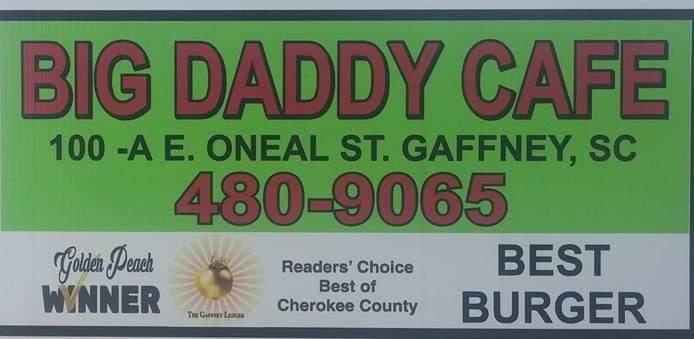 BIG DADDY CAFE
100 -A E. ONEAL ST. GAFFNEY, SC
480-9065
Golden Peach
WINNER
THE GAFFNEY LEDGER
Readers' Choice
Best of
Cherokee County
BEST
BURGER